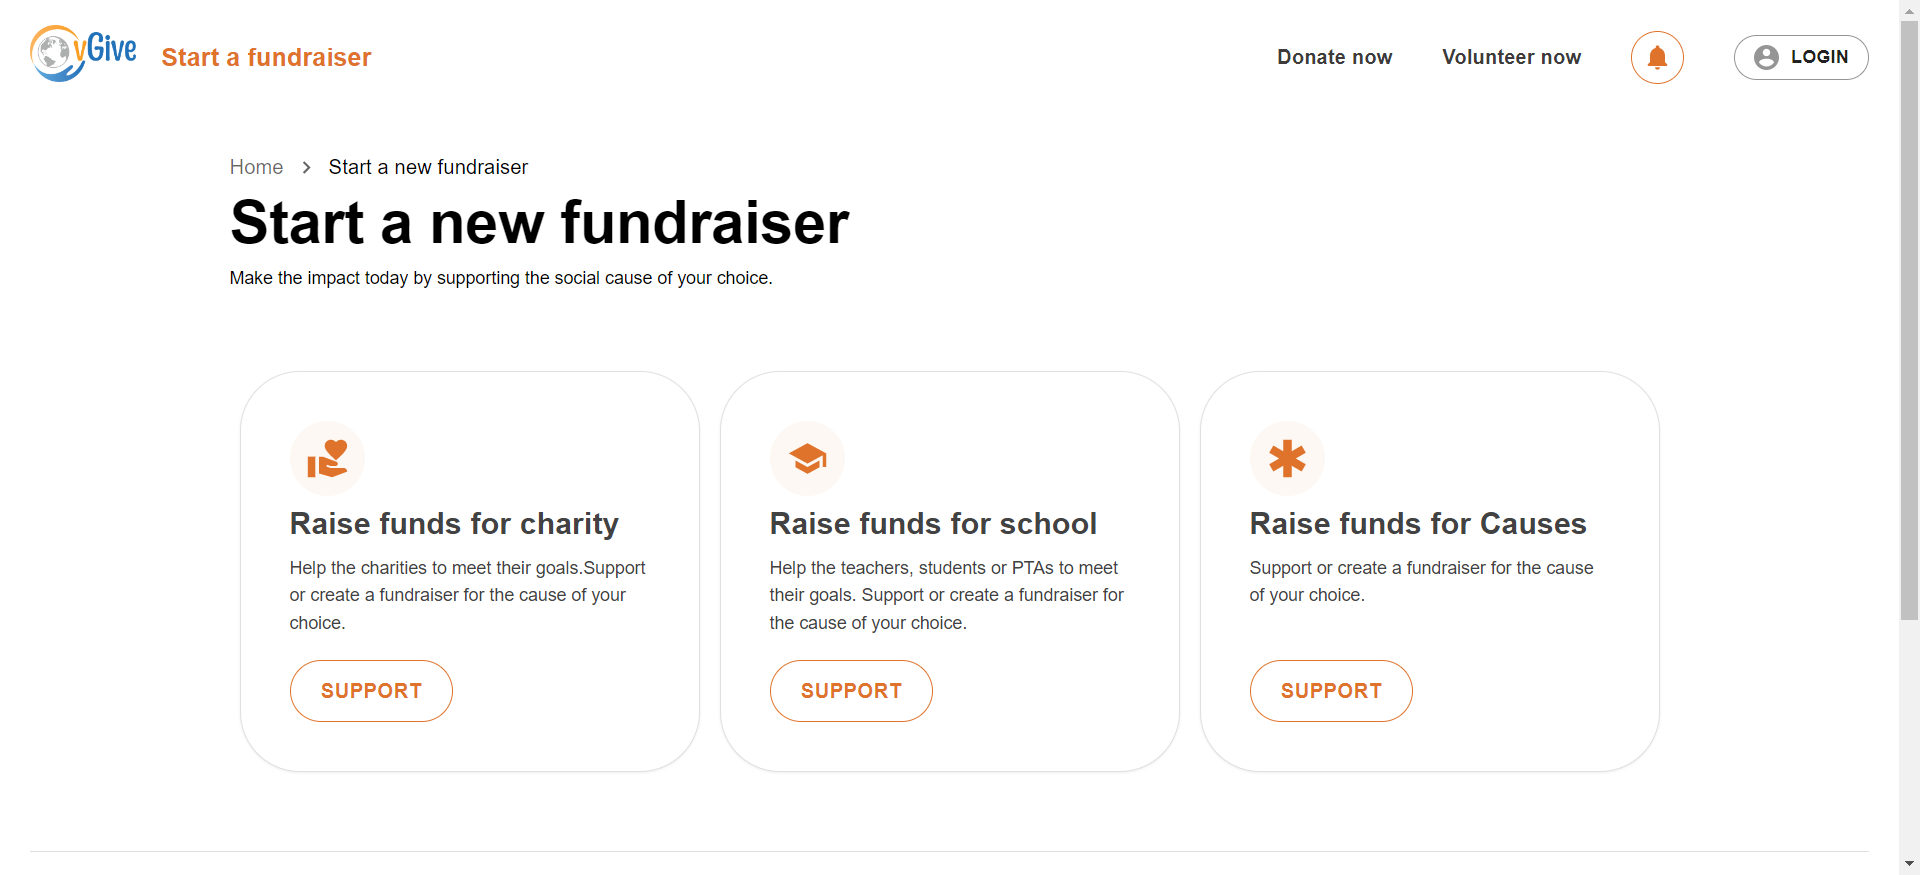 vGive
Start a fundraiser
Donate now
Volunteer now
LOGIN
Home
Start a new fundraiser
Start a new fundraiser
Make the impact today by supporting the social cause of your choice.
Raise funds for charity
Help the charities to meet their goals.Support
or create a fundraiser for the cause of your
choice.
SUPPORT
Raise funds for school
Help the teachers, students or PTAs to meet
their goals. Support or create a fundraiser for
the cause of your choice.
SUPPORT
Raise funds for Causes
Support or create a fundraiser for the cause
of your choice.
SUPPORT